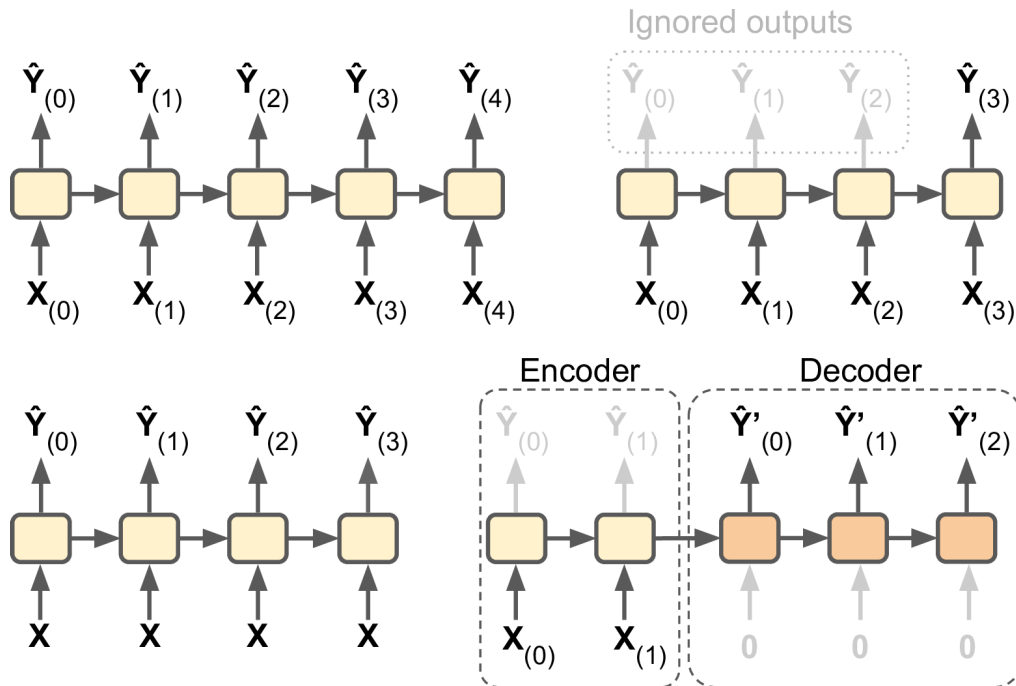 Ignored outputs
Ŷ(0) Ŷ(1) Ŷ(2) Ŷ(3) Ŷ(4)
Ŷ(0) Ŷ(1) Ŷ(2) Ŷ(3)
X(0) X(1) X(2) X(3) X(4)
X(0) X(1) X(2) X(3)
Encoder
Decoder
Ŷ(0) Ŷ(1) Ŷ(2) Ŷ(3)
Ŷ(0) Ŷ(1)
Ŷ’(0) Ŷ’(1) Ŷ’(2)
X X X X
X(0) X(1)
0 0 0